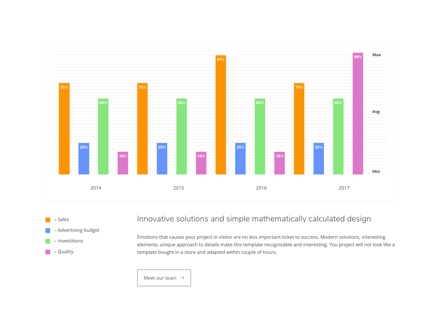 75%
25%
60%
18%
75%
25%
60%
18%
97%
25%
60%
18%
75%
25%
60%
99%
Max
Avg
Min
2014
2015
2016
2017
– Sales
– Advertising budget
– Investitions
– Quality
Innovative solutions and simple mathematically calculated design
Emotions that causes your project in visitor are no less important ticket to success. Modern solutions, interesting
elements, unique approach to details make this template recognizable and interesting. You project will not look like a
template bought in a store and adapted within couple of hours.
Meet our team →